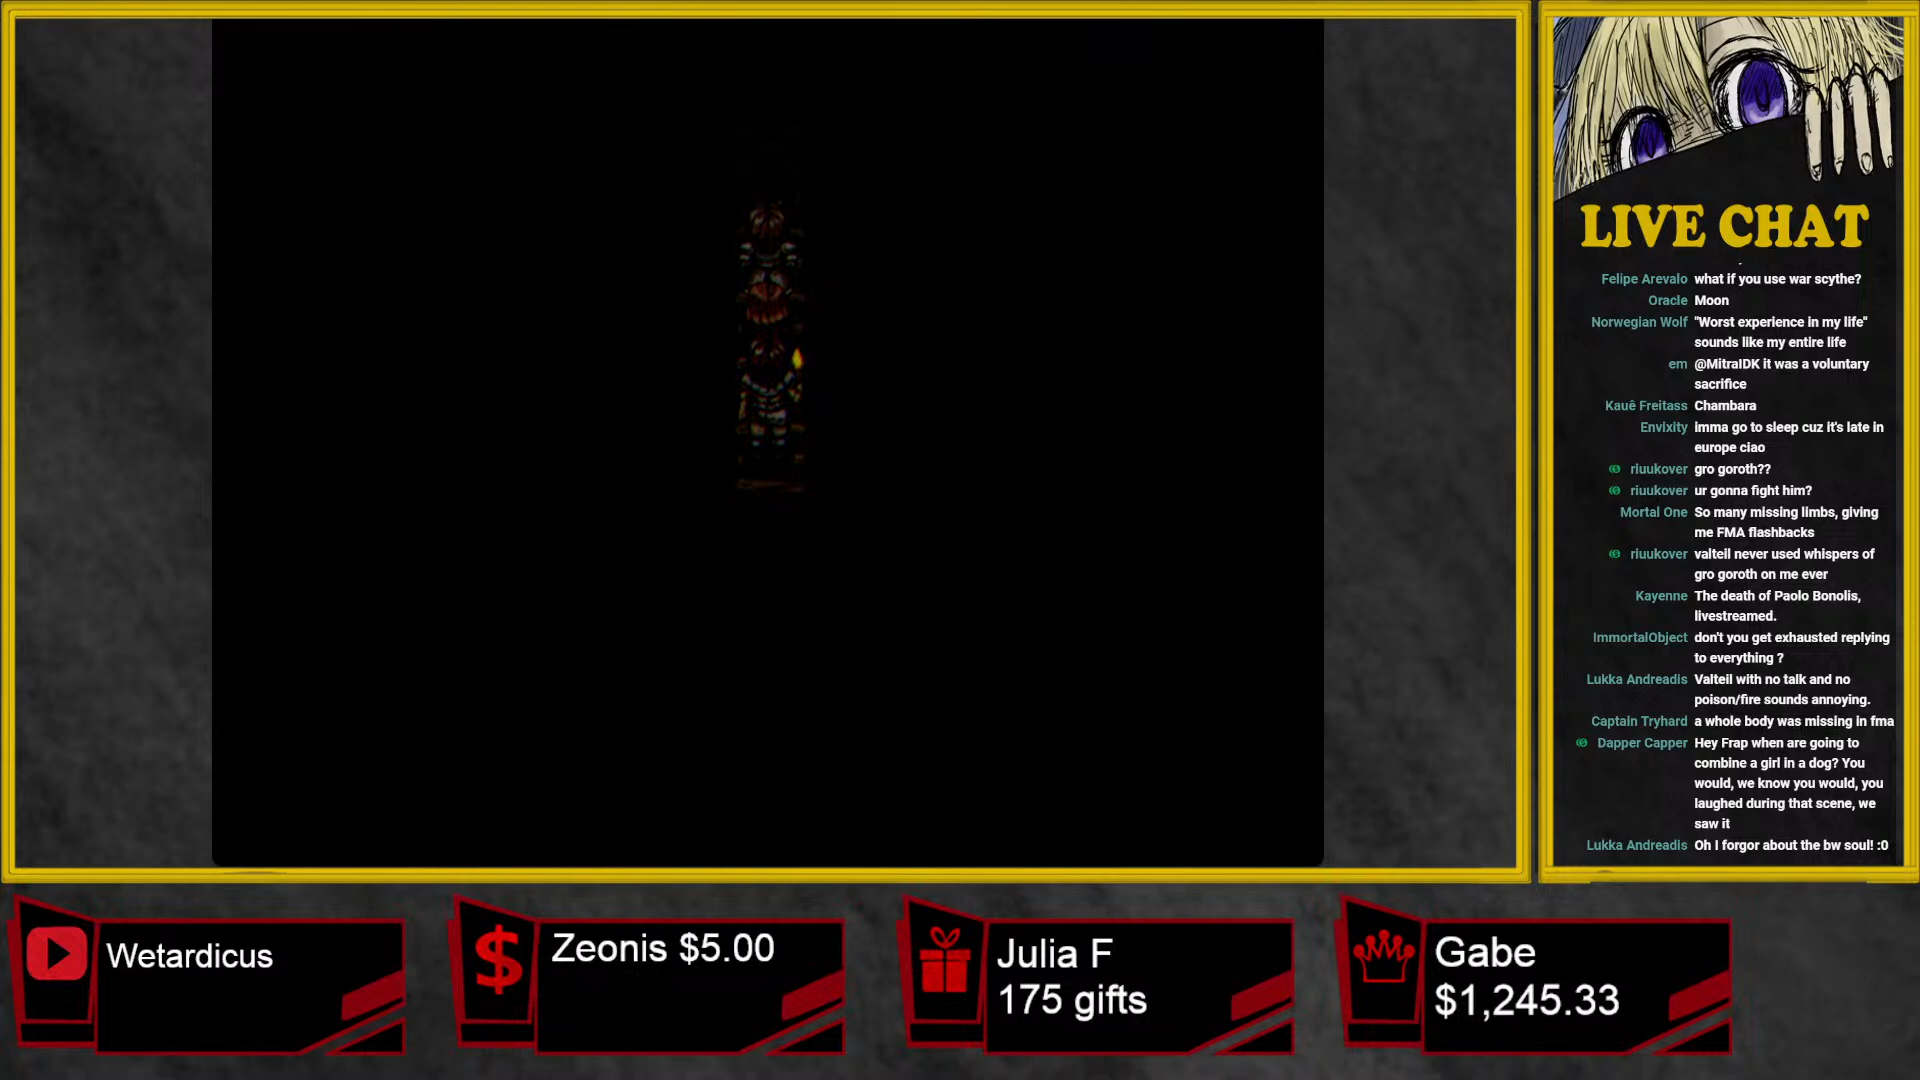 LIVE CHAT
Felipe Arevalo what if you use war scythe?
Oracle Moon
Norwegian Wolf "Worst experience in my life"
sounds like my entire life
em @MitraIDK it was a voluntary
sacrifice
Kauê Freitass Chambara
Envixity imma go to sleep cuz it's late in
europe ciao
riuukover gro goroth??
riuukover ur gonna fight him?
Mortal One So many missing limbs, giving
me FMA flashbacks
riuukover valteil never used whispers of
gro goroth on me ever
Kayenne The death of Paolo Bonolis,
livestreamed.
ImmortalObject don't you get exhausted replying
to everything ?
Lukka Andreadis Valteil with no talk and no
poison/fire sounds annoying.
Captain Tryhard a whole body was missing in fma
Dapper Capper Hey Frap when are going to
combine a girl in a dog? You
would, we know you would, you
laughed during that scene, we
saw it
Lukka Andreadis Oh I forgor about the bw soul! :0
Wetardicus
Zeonis $5.00
Julia F
175 gifts
Gabe
$1,245.33